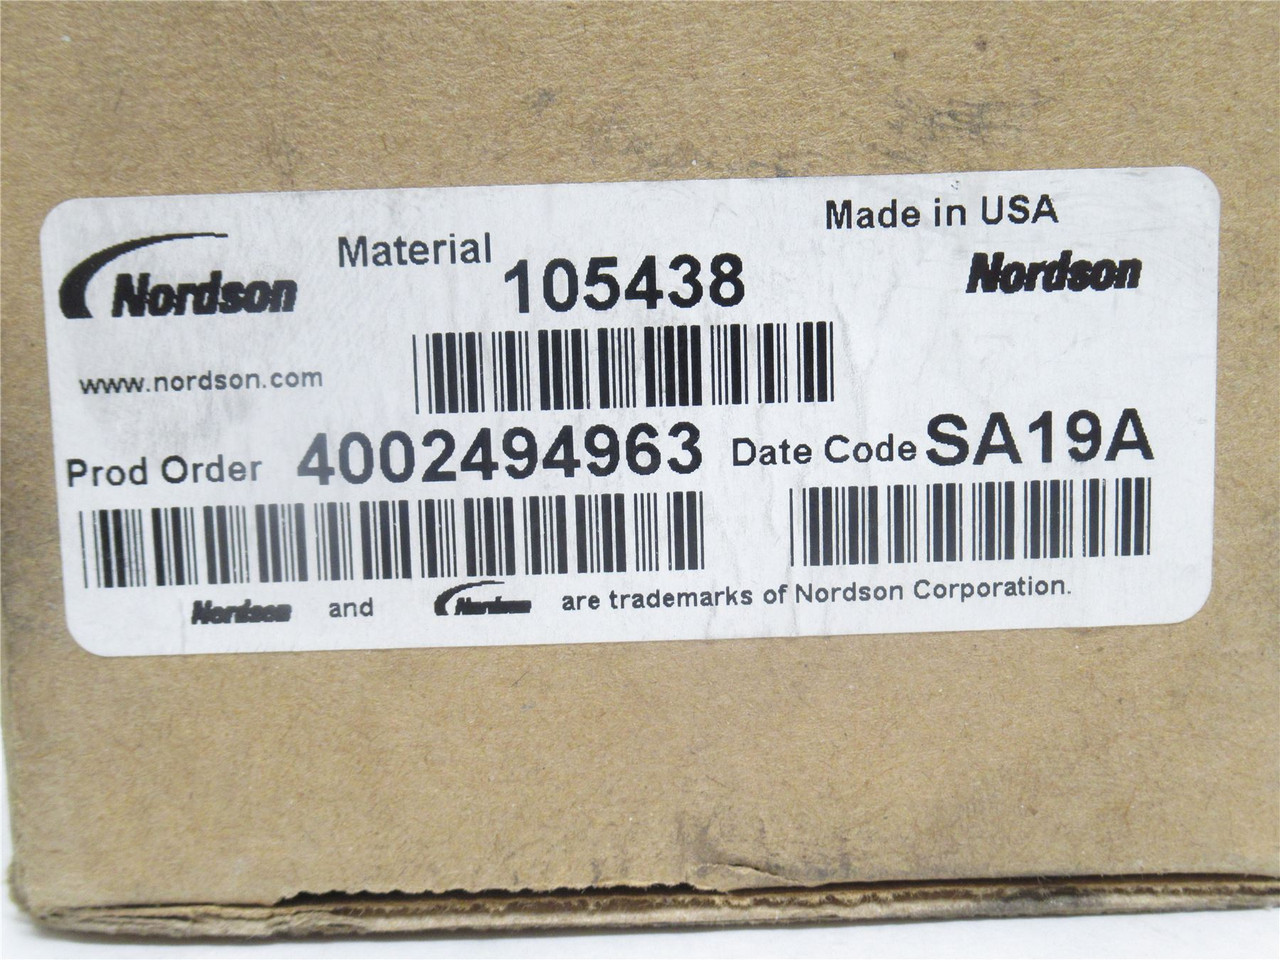 Made in USA
Nordson
Material 105438
Nordson
www.nordson.com
Prod Order 4002494963 Date Code SA19A
Nordson and Nordson are trademarks of Nordson Corporation.